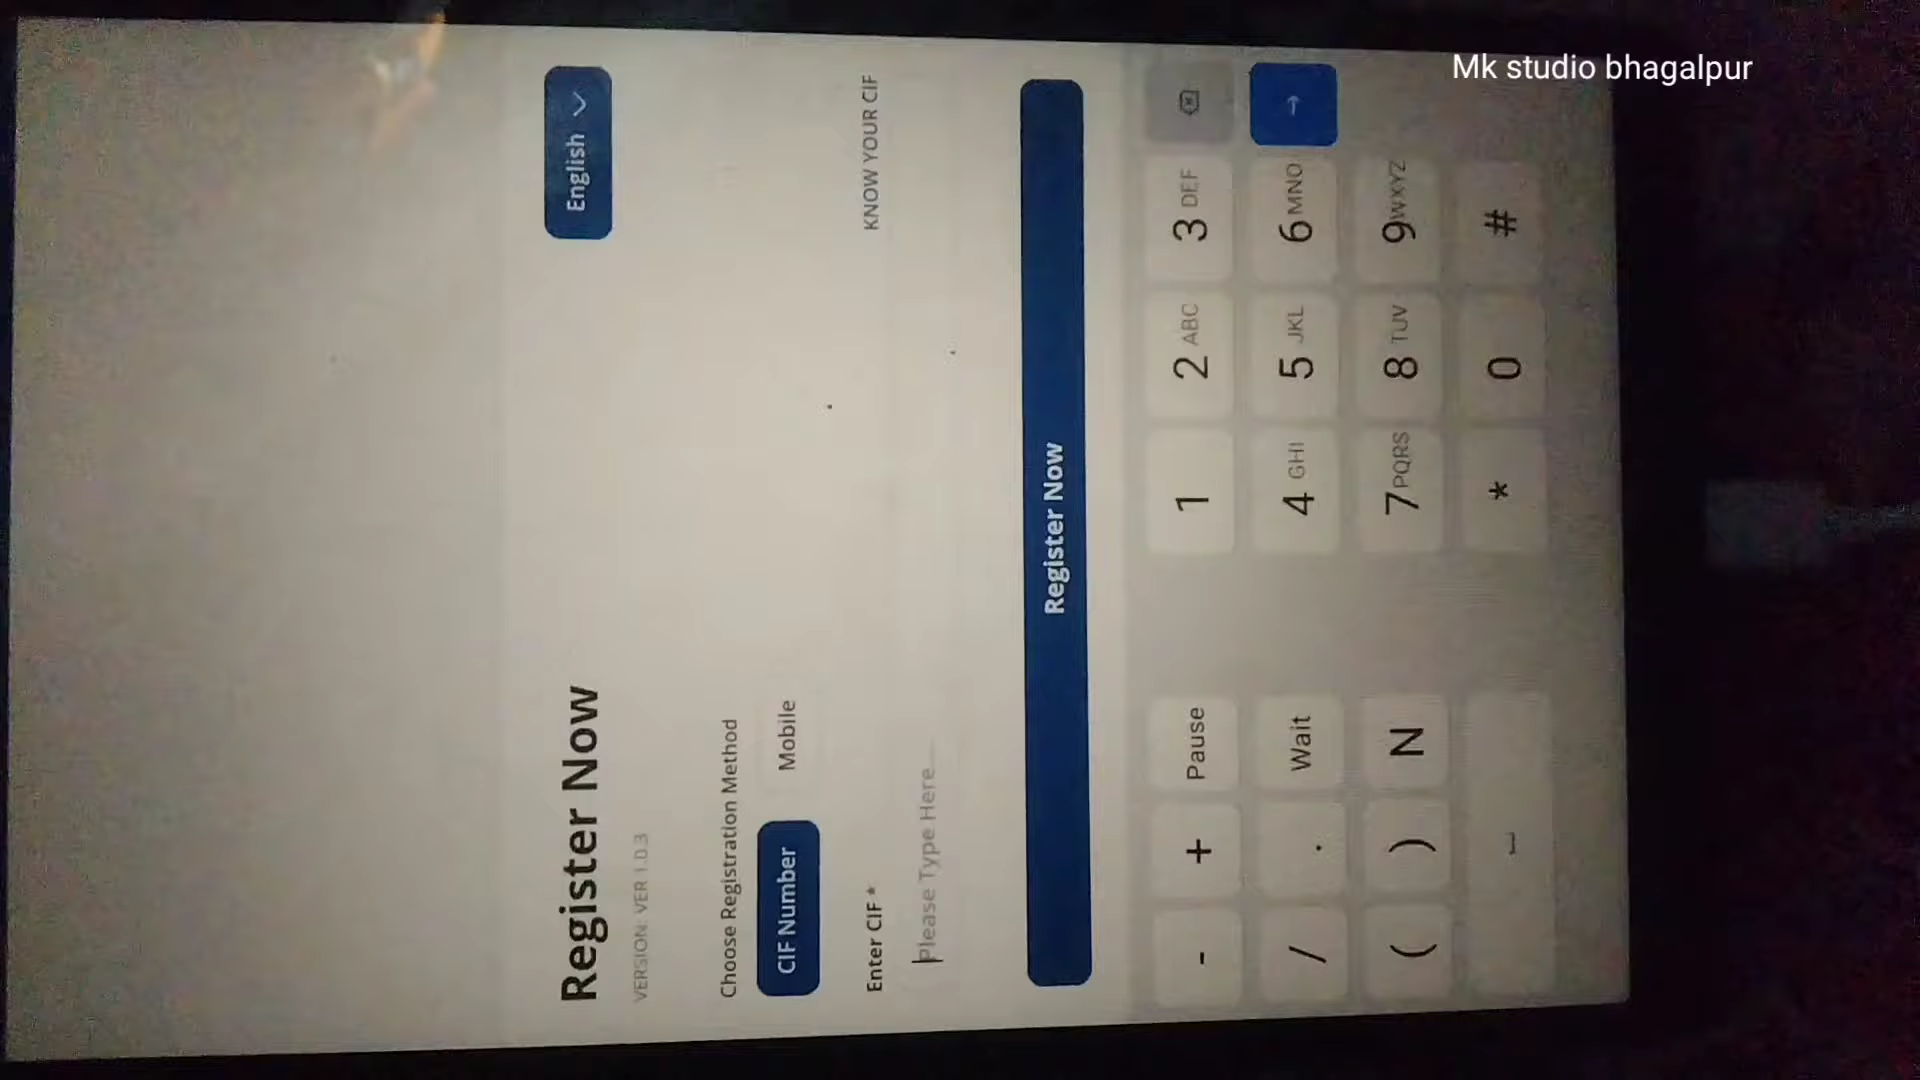 Mk studio bhagalpur
English
Register Now
VERSION: VER 1.0.3
Choose Registration Method
CIF Number
Mobile
Enter CIF *
KNOW YOUR CIF
Please Type Here....
Register Now
- + Pause 1 2 ABC 3 DEF
/ . Wait 4 GHI 5 JKL 6 MNO
( ) N 7 PQRS 8 TUV 9 WXYZ
* 0 #